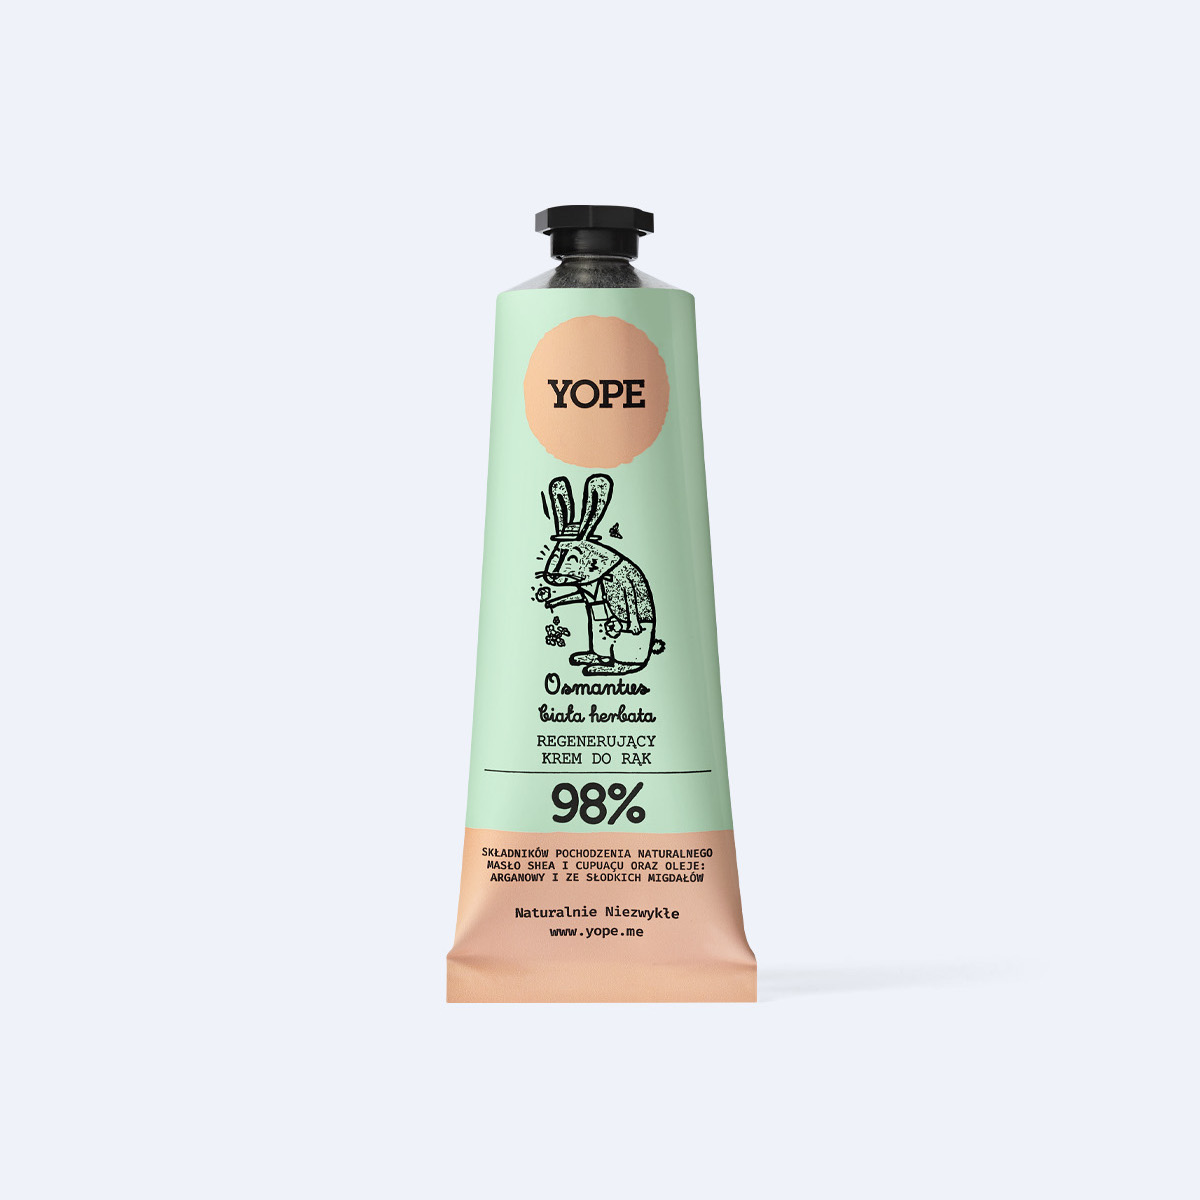 YOPE
Osmantus
biała herbata
REGENERUJĄCY
KREM DO RĄK
98%
SKŁADNIKÓW POCHODZENIA NATURALNEGO
MASŁO SHEA I CUPUAÇU ORAZ OLEJE:
ARGANOWY I ZE SŁODKICH MIGDAŁÓW
Naturalnie Niezwykłe
www.yope.me